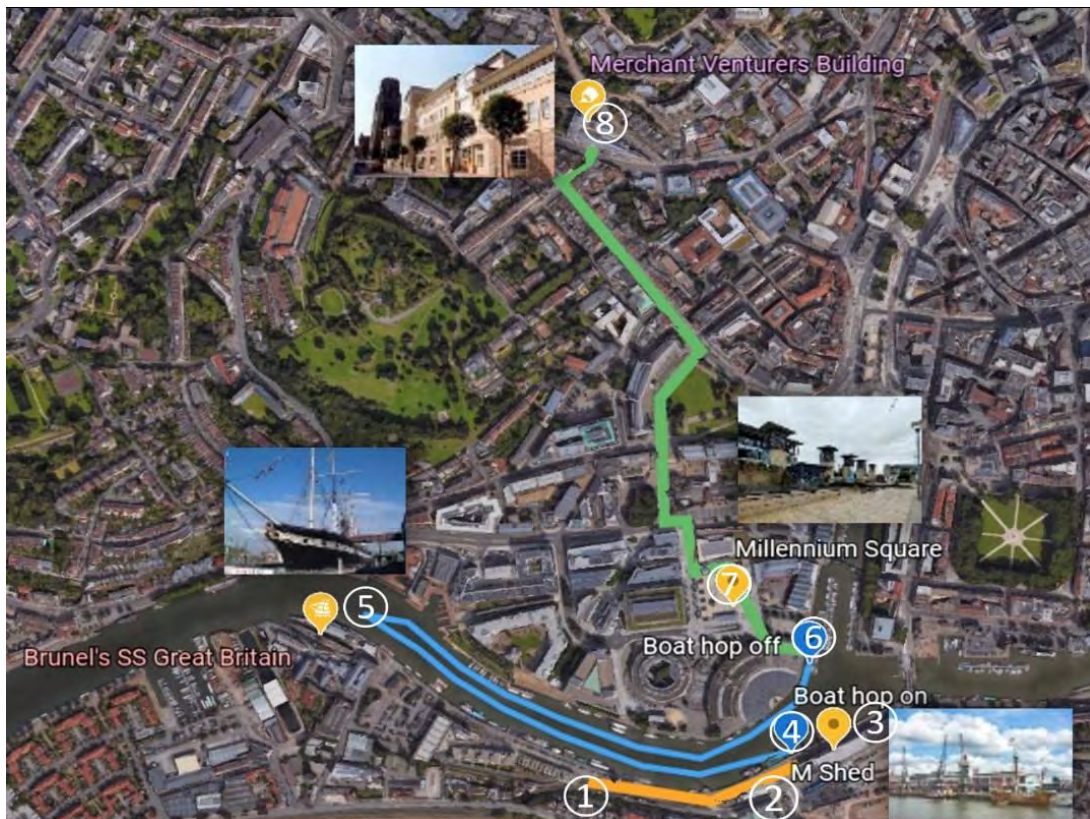 Merchant Venturers Building
8
Millennium Square
7
5
Brunel's SS Great Britain
Boat hop off
6
Boat hop on
4
3
M Shed
1
2